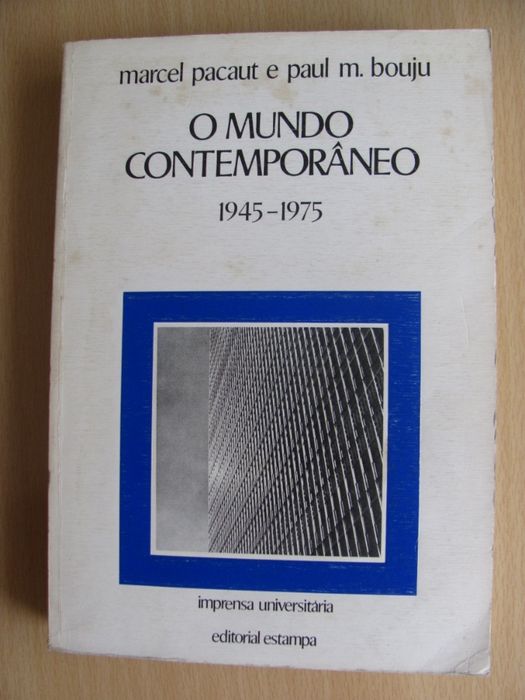 marcel pacaut e paul m. bouju
O MUNDO
CONTEMPORÂNEO
1945-1975
imprensa universitária
editorial estampa